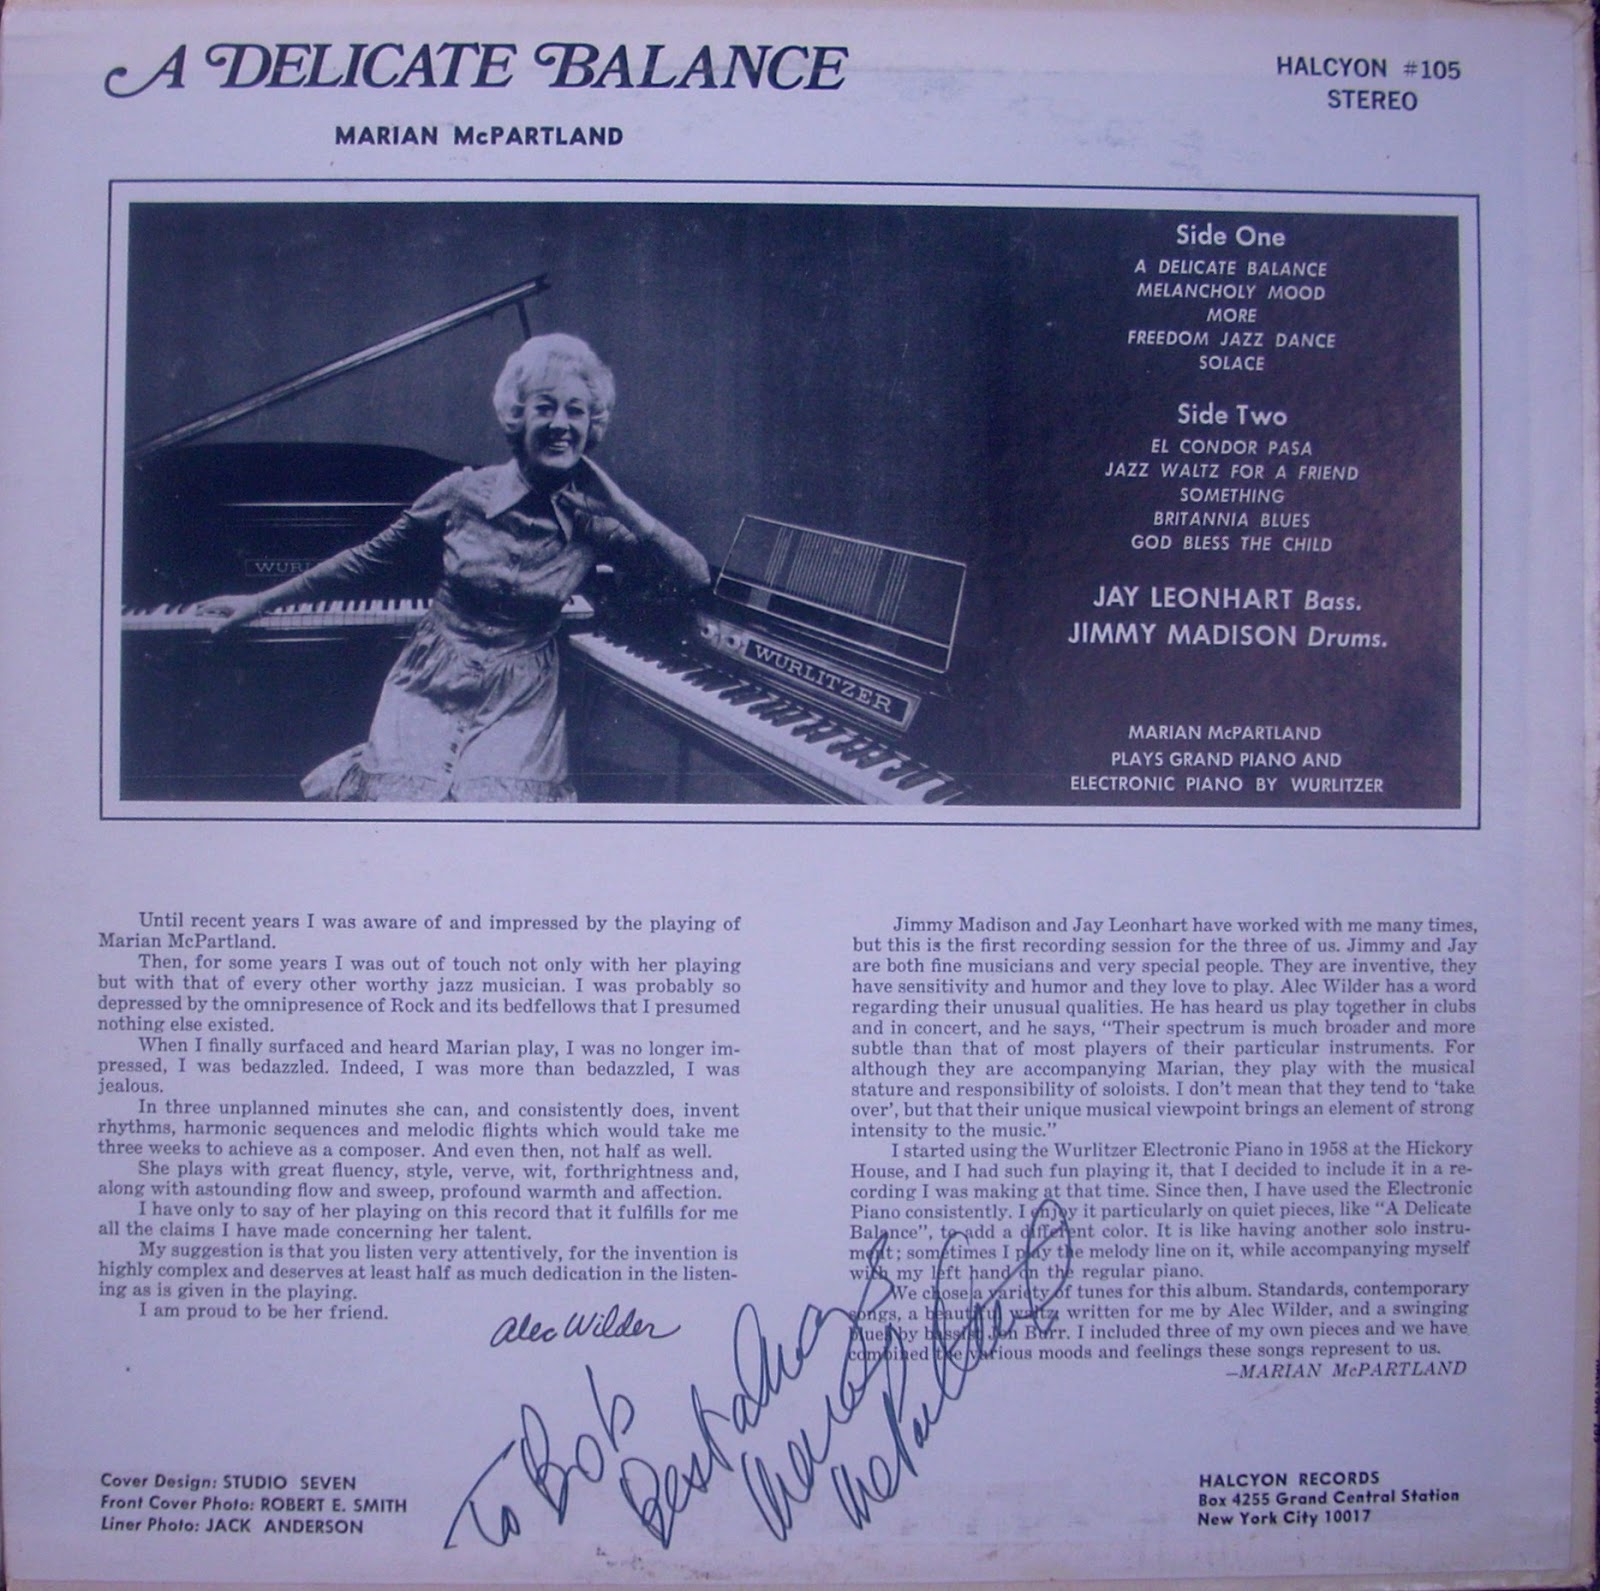 A DELICATE BALANCE
MARIAN McPARTLAND
HALCYON #105
STEREO
Side One
A DELICATE BALANCE
MELANCHOLY MOOD
MORE
FREEDOM JAZZ DANCE
SOLACE
Side Two
EL CONDOR PASA
JAZZ WALTZ FOR A FRIEND
SOMETHING
BRITANNIA BLUES
GOD BLESS THE CHILD
JAY LEONHART Bass.
JIMMY MADISON Drums.
MARIAN McPARTLAND
PLAYS GRAND PIANO AND
ELECTRONIC PIANO BY WURLITZER
WURL
WURLITZER
Until recent years I was aware of and impressed by the playing of
Marian McPartland.
Then, for some years I was out of touch not only with her playing
but with that of every other worthy jazz musician. I was probably so
depressed by the omnipresence of Rock and its bedfellows that I presumed
nothing else existed.
When I finally surfaced and heard Marian play, I was no longer im-
pressed, I was bedazzled. Indeed, I was more than bedazzled, I was
jealous.
In three unplanned minutes she can, and consistently does, invent
rhythms, harmonic sequences and melodic flights which would take me
three weeks to achieve as a composer. And even then, not half as well.
She plays with great fluency, style, verve, wit, forthrightness and,
along with astounding flow and sweep, profound warmth and affection.
I have only to say of her playing on this record that it fulfills for me
all the claims I have made concerning her talent.
My suggestion is that you listen very attentively, for the invention is
highly complex and deserves at least half as much dedication in the listen-
ing as is given in the playing.
I am proud to be her friend.
Alec Wilder
Jimmy Madison and Jay Leonhart have worked with me many times,
but this is the first recording session for the three of us. Jimmy and Jay
are both fine musicians and very special people. They are inventive, they
have sensitivity and humor and they love to play. Alec Wilder has a word
regarding their unusual qualities. He has heard us play together in clubs
and in concert, and he says, “Their spectrum is much broader and more
subtle than that of most players of their particular instruments. For
although they are accompanying Marian, they play with the musical
stature and responsibility of soloists. I don’t mean that they tend to ‘take
over’, but that their unique musical viewpoint brings an element of strong
intensity to the music.”
I started using the Wurlitzer Electronic Piano in 1958 at the Hickory
House, and I had such fun playing it, that I decided to include it in a re-
cording I was making at that time. Since then, I have used the Electronic
Piano consistently. I enjoy it particularly on quiet pieces, like “A Delicate
Balance”, to add a different color. It is like having another solo instru-
ment; sometimes I play the melody line on it, while accompanying myself
with my left hand on the regular piano.
We chose a variety of tunes for this album. Standards, contemporary
songs, a beautiful waltz written for me by Alec Wilder, and a swinging
blues by bassist Jon Burr. I included three of my own pieces and we have
combined the various moods and feelings these songs represent to us.
—MARIAN McPARTLAND
To Bob
Best always
Marian
McPartland
Cover Design: STUDIO SEVEN
Front Cover Photo: ROBERT E. SMITH
Liner Photo: JACK ANDERSON
HALCYON RECORDS
Box 4255 Grand Central Station
New York City 10017